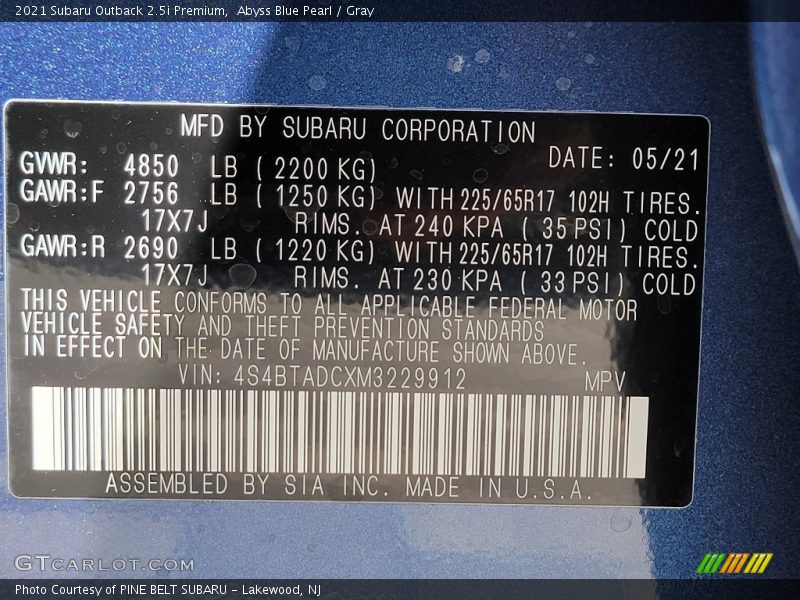 2021 Subaru Outback 2.5i Premium, Abyss Blue Pearl / Gray
MFD BY SUBARU CORPORATION
GVWR: 4850 LB ( 2200 KG) DATE: 05/21
GAWR:F 2756 LB ( 1250 KG) WITH 225/65R17 102H TIRES.
17X7J RIMS. AT 240 KPA ( 35PSI) COLD
GAWR:R 2690 LB ( 1220 KG) WITH 225/65R17 102H TIRES.
17X7J RIMS. AT 230 KPA ( 33PSI) COLD
THIS VEHICLE CONFORMS TO ALL APPLICABLE FEDERAL MOTOR
VEHICLE SAFETY AND THEFT PREVENTION STANDARDS
IN EFFECT ON THE DATE OF MANUFACTURE SHOWN ABOVE.
VIN: 4S4BTADCXM3229912 MPV
ASSEMBLED BY SIA INC. MADE IN U.S.A.
GTCARLOT.COM
Photo Courtesy of PINE BELT SUBARU - Lakewood, NJ